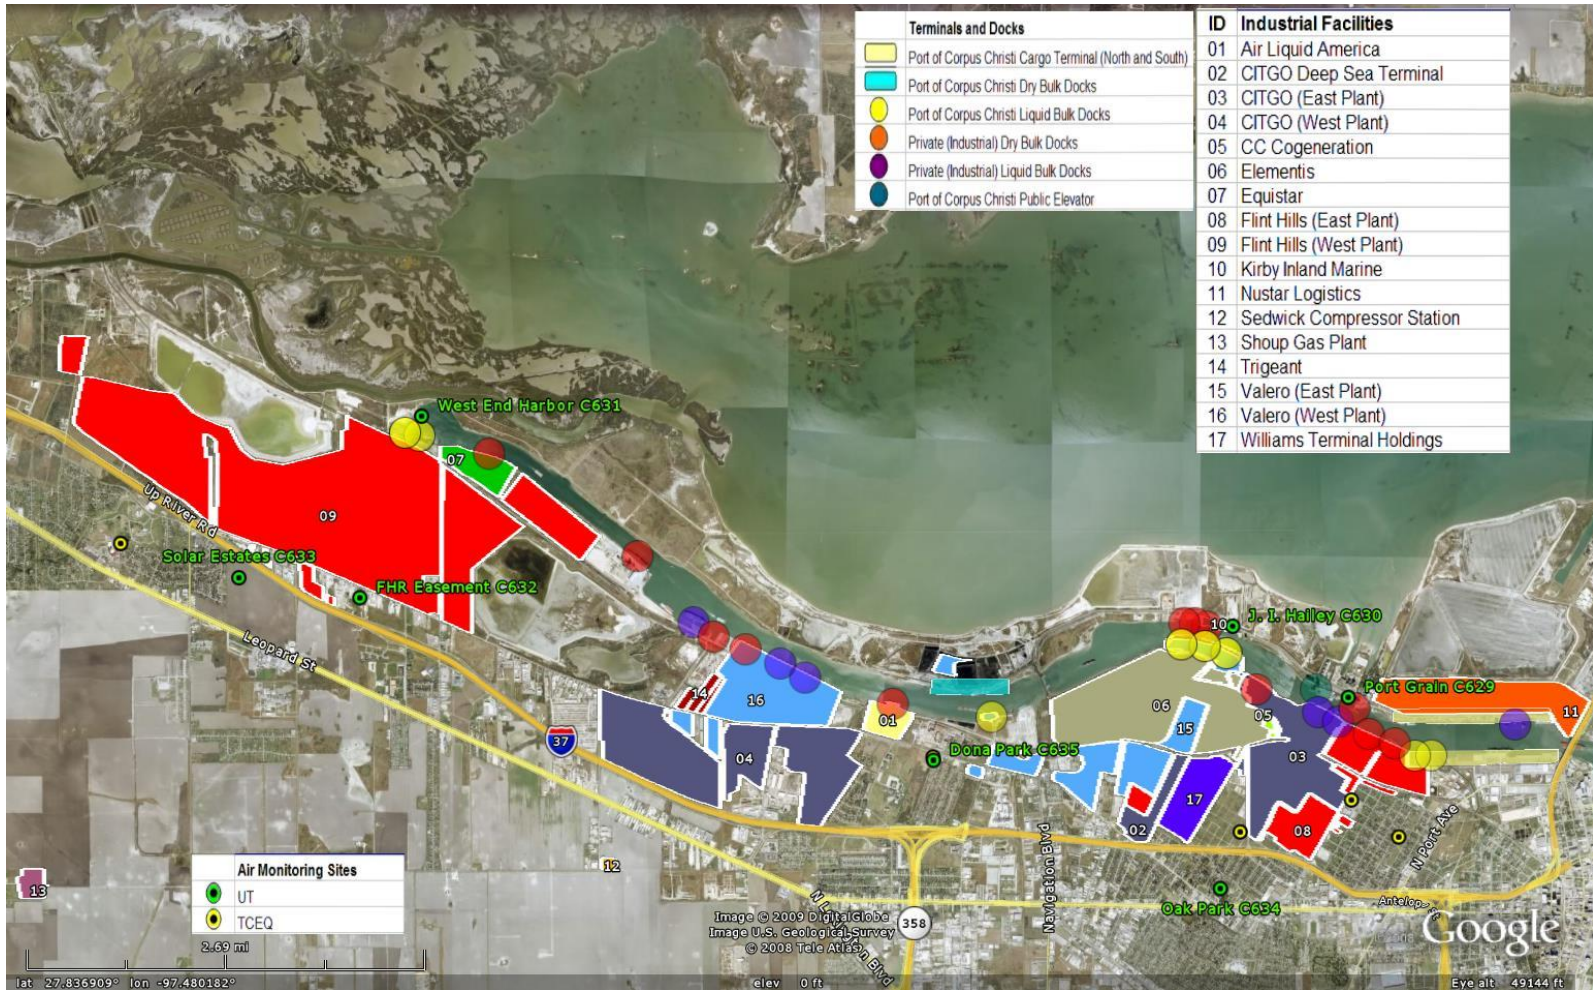 Terminals and Docks
Port of Corpus Christi Cargo Terminal (North and South)
Port of Corpus Christi Dry Bulk Docks
Port of Corpus Christi Liquid Bulk Docks
Private (Industrial) Dry Bulk Docks
Private (Industrial) Liquid Bulk Docks
Port of Corpus Christi Public Elevator
ID Industrial Facilities
01 Air Liquid America
02 CITGO Deep Sea Terminal
03 CITGO (East Plant)
04 CITGO (West Plant)
05 CC Cogeneration
06 Elementis
07 Equistar
08 Flint Hills (East Plant)
09 Flint Hills (West Plant)
10 Kirby Inland Marine
11 Nustar Logistics
12 Sedwick Compressor Station
13 Shoup Gas Plant
14 Trigeant
15 Valero (East Plant)
16 Valero (West Plant)
17 Williams Terminal Holdings
West End Harbor C631
07
09
Up River Rd
Solar Estates C633
FHR Easement C632
Leopard St
10
J. I. Hailey C630
Port Grain C629
14
16
01
06
05
15
11
37
04
Dona Park C635
03
17
02
08
N Port Ave
Navigation Blvd
12
13
Oak Park C634
Antelope St
358
Air Monitoring Sites
UT
TCEQ
2.69 mi
Image © 2009 DigitalGlobe
Image U.S. Geological Survey
© 2008 Tele Atlas
Google
lat 27.836909° lon -97.480182°
elev 0 ft
Eye alt 49144 ft